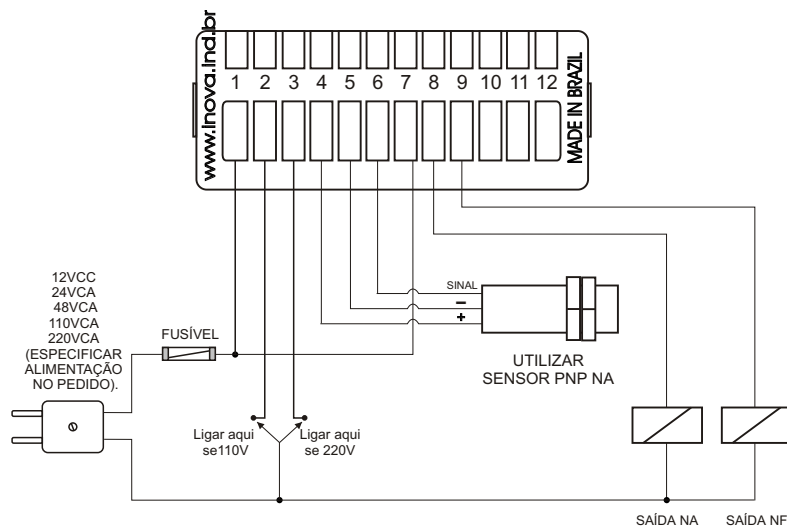 www.inova.ind.br
1 2 3 4 5 6 7 8 9 10 11 12
MADE IN BRAZIL
12VCC
24VCA
48VCA
110VCA
220VCA
(ESPECIFICAR
ALIMENTAÇÃO
NO PEDIDO).
FUSÍVEL
SINAL
−
+
UTILIZAR
SENSOR PNP NA
Ligar aqui
se110V
Ligar aqui
se 220V
SAÍDA NA
SAÍDA NF